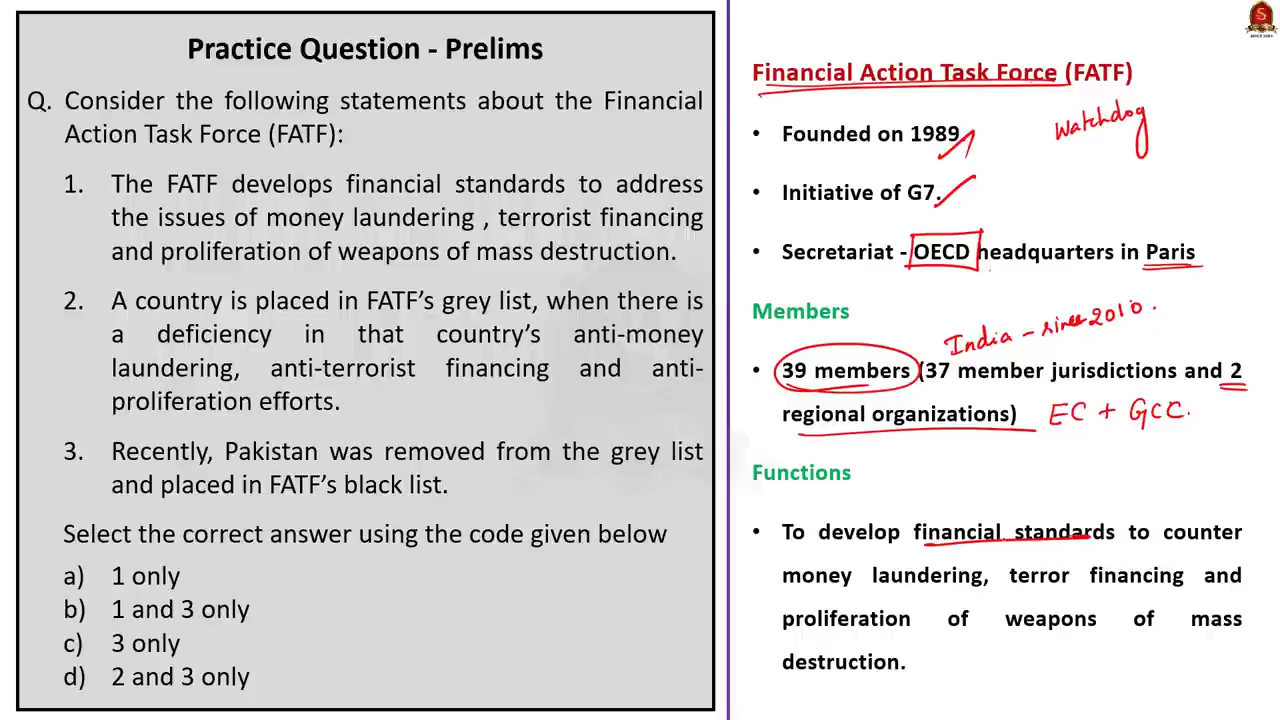 Practice Question - Prelims
Q. Consider the following statements about the Financial
Action Task Force (FATF):
1. The FATF develops financial standards to address
the issues of money laundering , terrorist financing
and proliferation of weapons of mass destruction.
2. A country is placed in FATF's grey list, when there is
a deficiency in that country's anti-money
laundering, anti-terrorist financing and anti-
proliferation efforts.
3. Recently, Pakistan was removed from the grey list
and placed in FATF's black list.
Select the correct answer using the code given below
a) 1 only
b) 1 and 3 only
c) 3 only
d) 2 and 3 only
S
SINCE 2004
Financial Action Task Force (FATF)
• Founded on 1989
Watchdog
• Initiative of G7.
• Secretariat - OECD headquarters in Paris
Members
India - since 2010.
• 39 members (37 member jurisdictions and 2
regional organizations) EC + GCC.
Functions
• To develop financial standards to counter
money laundering, terror financing and
proliferation of weapons of mass
destruction.